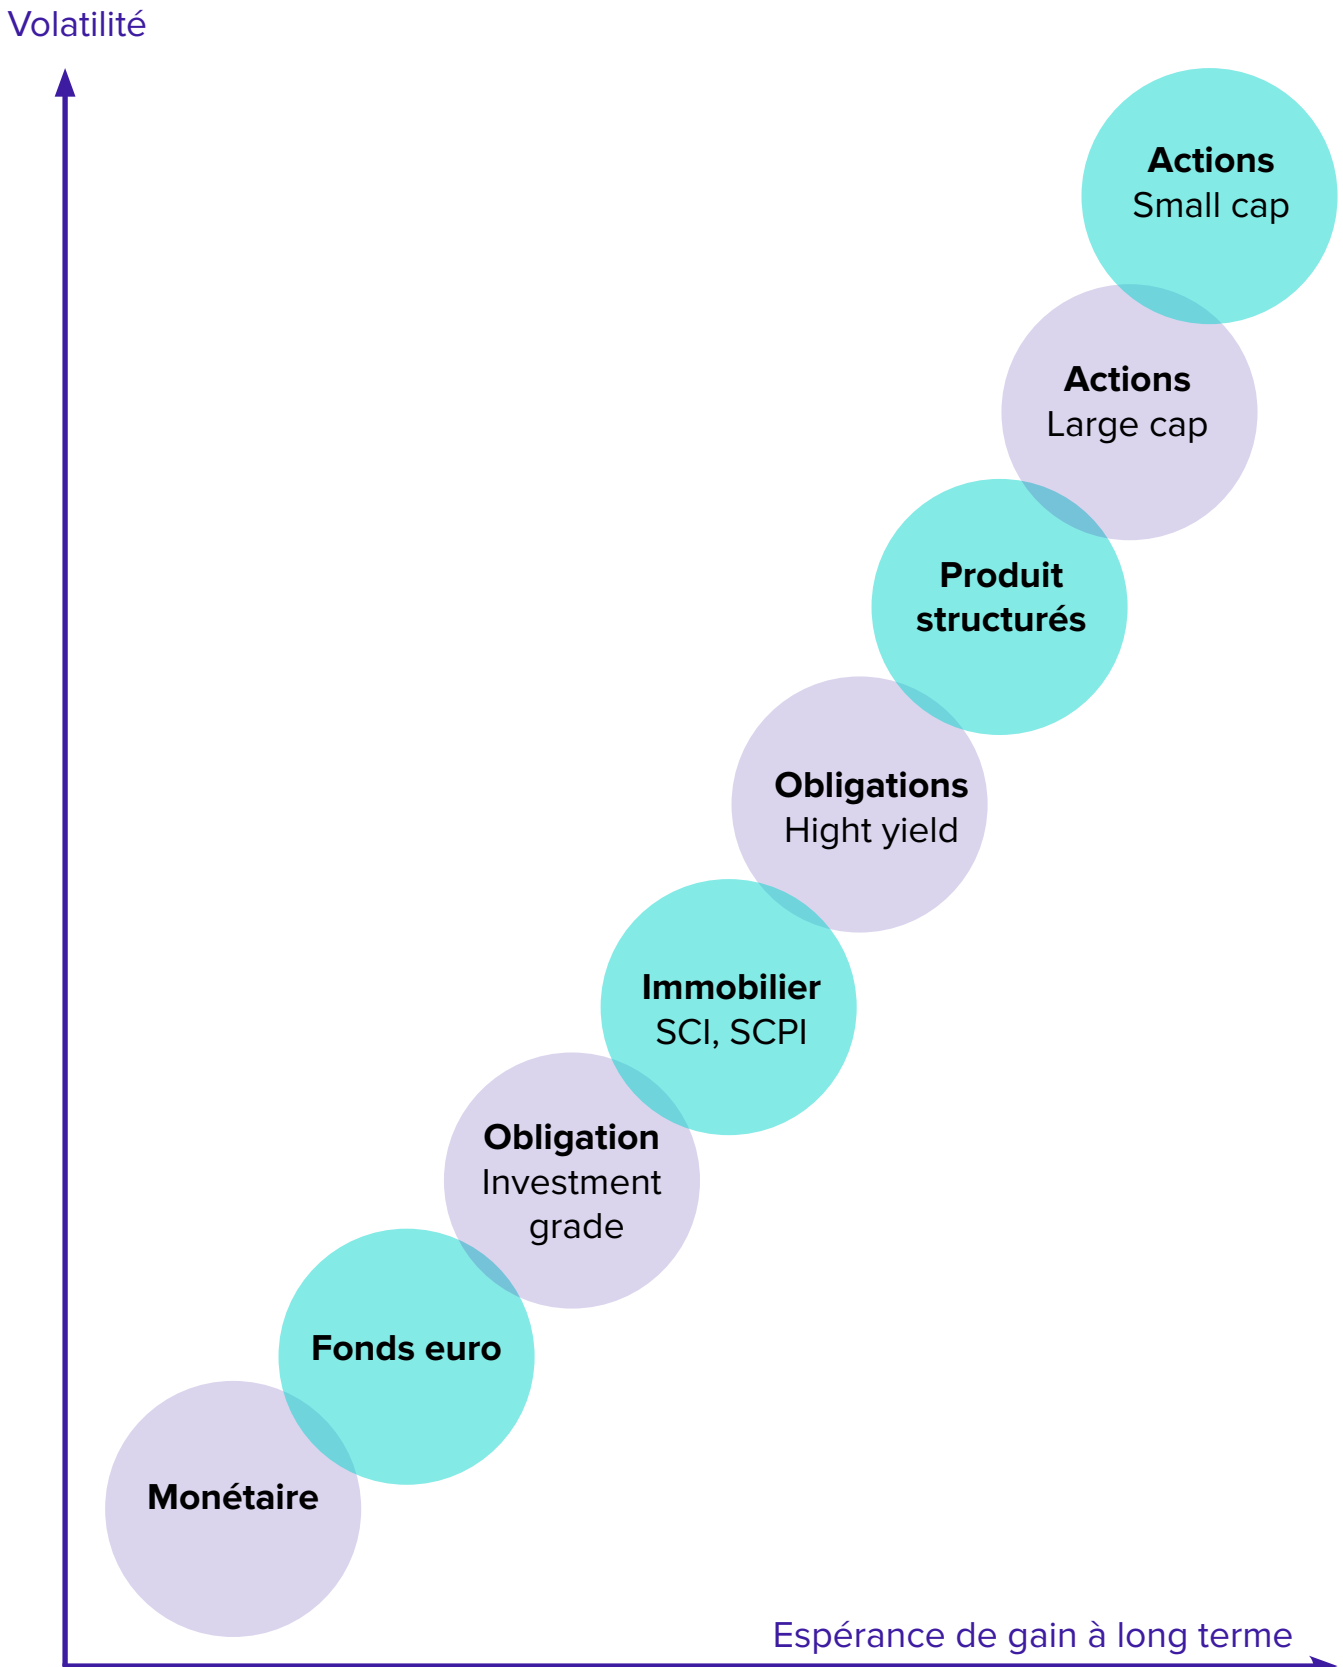 Volatilité
Actions
Small cap
Actions
Large cap
Produit
structurés
Obligations
Hight yield
Immobilier
SCI, SCPI
Obligation
Investment
grade
Fonds euro
Monétaire
Espérance de gain à long terme